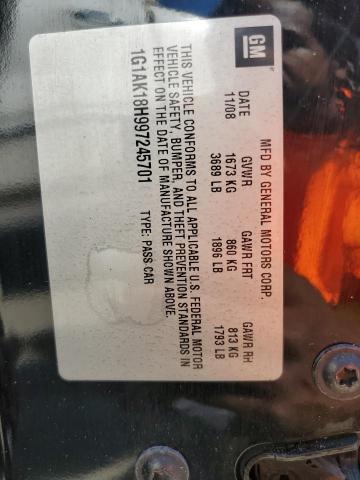 GM
MFD BY GENERAL MOTORS CORP.
DATE GVWR GAWR FRT GAWR RH
11/08 1673 KG 860 KG 813 KG
3689 LB 1896 LB 1793 LB
THIS VEHICLE CONFORMS TO ALL APPLICABLE U.S. FEDERAL MOTOR
VEHICLE SAFETY, BUMPER, AND THEFT PREVENTION STANDARDS IN
EFFECT ON THE DATE OF MANUFACTURE SHOWN ABOVE.
1G1AK18H997245701 TYPE: PASS CAR